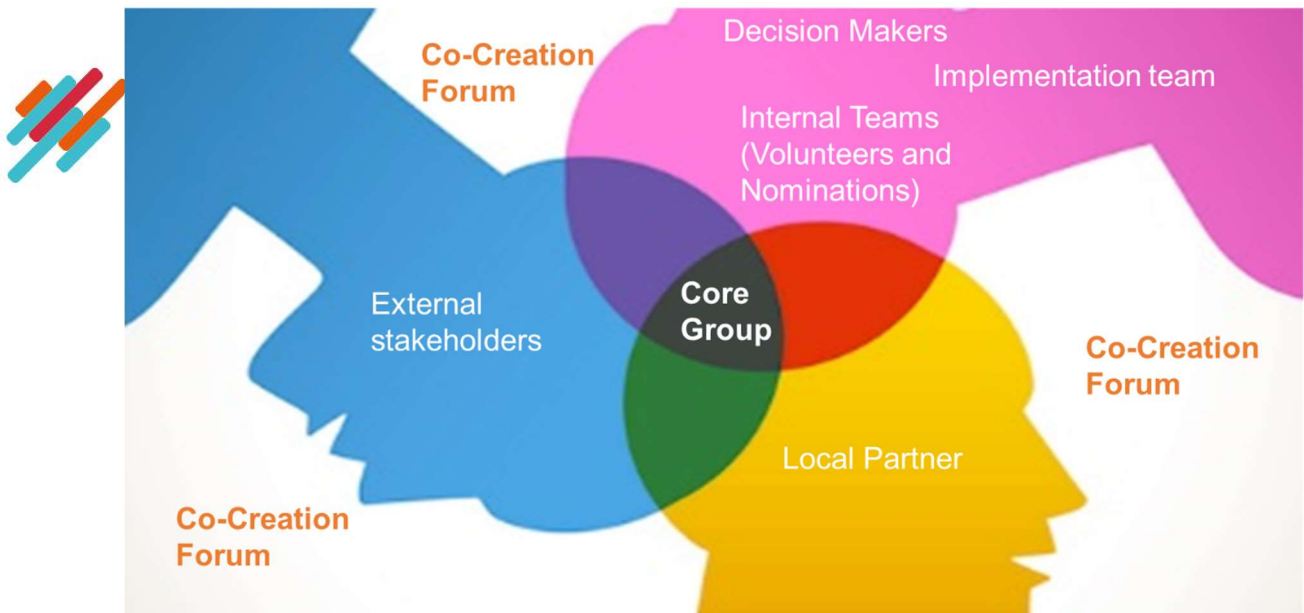 Decision Makers
Co-Creation
Forum
Implementation team
Internal Teams
(Volunteers and
Nominations)
External
stakeholders
Core
Group
Co-Creation
Forum
Local Partner
Co-Creation
Forum